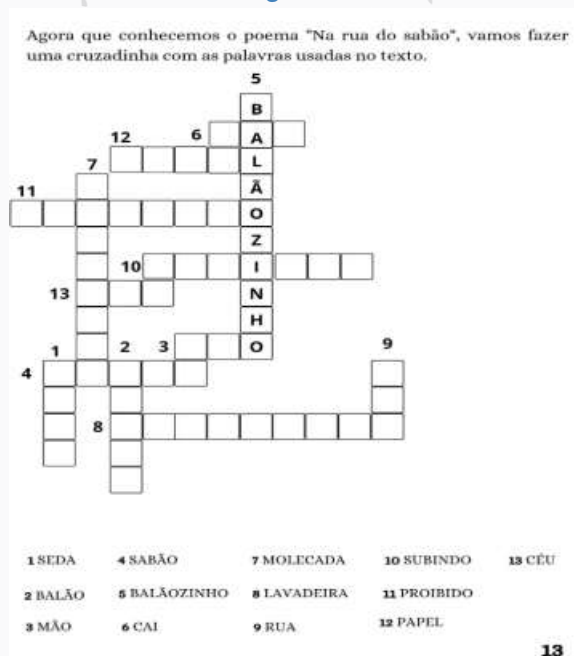 Agora que conhecemos o poema "Na rua do sabão", vamos fazer
uma cruzadinha com as palavras usadas no texto.
5
B
12 6 A
7 L
11 Ã
O
Z
10 I
13 N
H
1 2 3 O 9
4
8
1 SEDA 4 SABÃO 7 MOLECADA 10 SUBINDO 13 CÉU
2 BALÃO 5 BALÃOZINHO 8 LAVADEIRA 11 PROIBIDO
3 MÃO 6 CAI 9 RUA 12 PAPEL
13